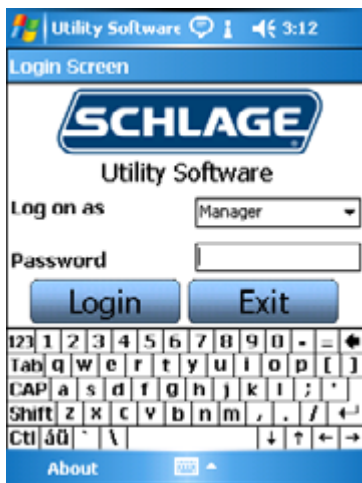 Utility Software 3:12
Login Screen
SCHLAGE
Utility Software
Log on as Manager
Password
Login Exit
123 1 2 3 4 5 6 7 8 9 0 - =
Tab q w e r t y u i o p [ ]
CAP a s d f g h j k l ; '
Shift z x c v b n m , . /
Ctl áü ` \
About